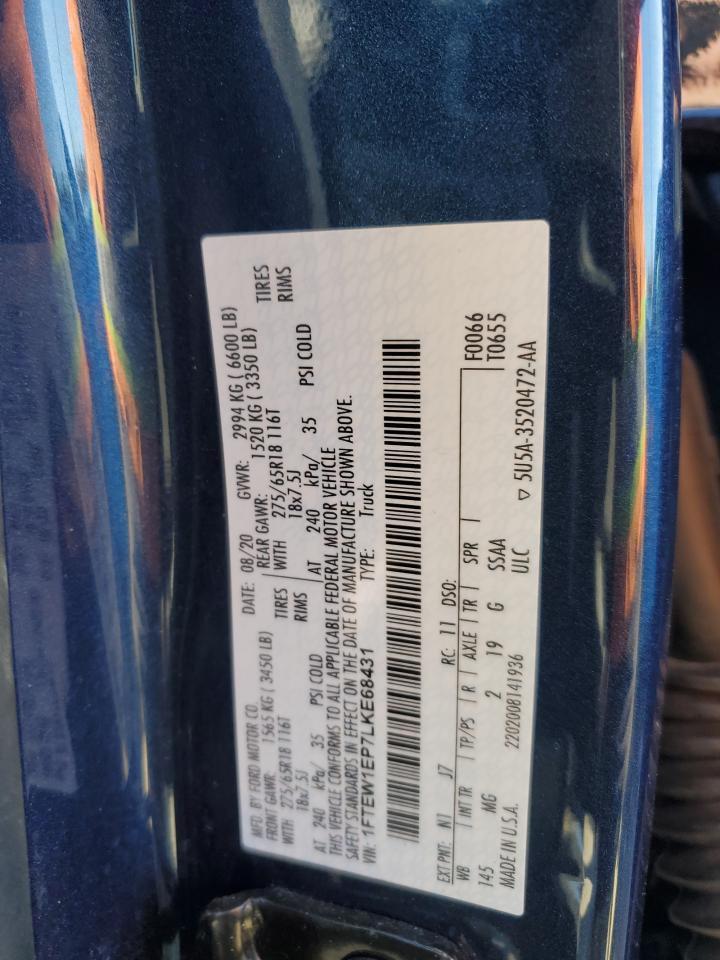 MFD. BY FORD MOTOR CO. DATE: 08/20 GVWR: 2994 KG ( 6600 LB)
FRONT GAWR: 1565 KG ( 3450 LB) REAR GAWR: 1520 KG ( 3350 LB)
WITH 275/65R18 116T TIRES WITH 275/65R18 116T TIRES
18x7.5J RIMS 18x7.5J RIMS
AT 240 kPa/ 35 PSI COLD AT 240 kPa/ 35 PSI COLD
THIS VEHICLE CONFORMS TO ALL APPLICABLE FEDERAL MOTOR VEHICLE
SAFETY STANDARDS IN EFFECT ON THE DATE OF MANUFACTURE SHOWN ABOVE.
VIN: 1FTEW1EP7LKE68431 TYPE: Truck
EXT PNT: N1 J7 RC: 11 DSO: F0066
WB INT TR TP/PS R AXLE TR SPR T0655
145 MG 2 19 G SSAA
MADE IN U.S.A. 2202008141936 ULC ▽ 5U5A-3520472-AA